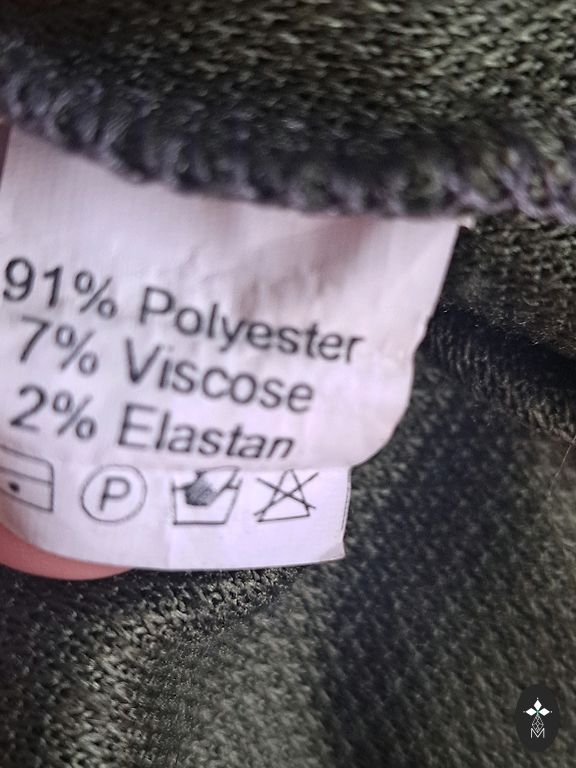 91% Polyester
7% Viscose
2% Elastan
P
M